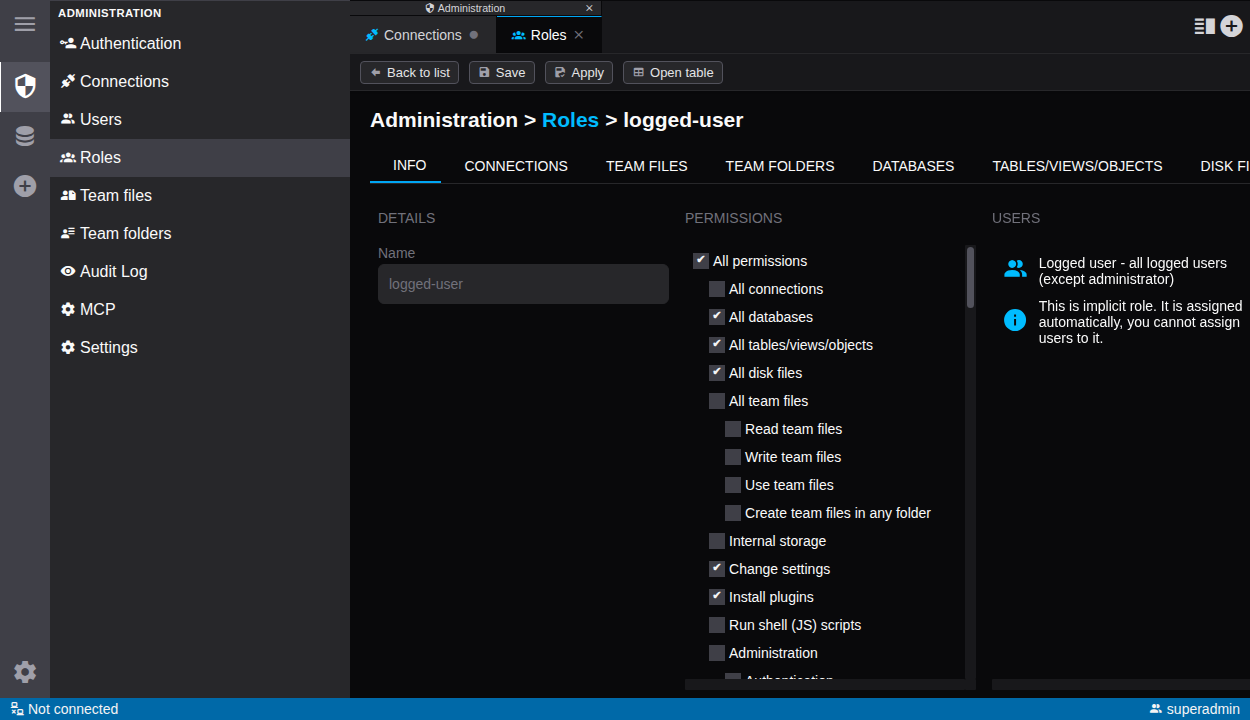 ADMINISTRATION
Authentication
Connections
Users
Roles
Team files
Team folders
Audit Log
MCP
Settings
Administration
Connections
Roles
Back to list
Save
Apply
Open table
Administration > Roles > logged-user
INFO
CONNECTIONS
TEAM FILES
TEAM FOLDERS
DATABASES
TABLES/VIEWS/OBJECTS
DISK FI
DETAILS
Name
logged-user
PERMISSIONS
All permissions
All connections
All databases
All tables/views/objects
All disk files
All team files
Read team files
Write team files
Use team files
Create team files in any folder
Internal storage
Change settings
Install plugins
Run shell (JS) scripts
Administration
Authentication
USERS
Logged user - all logged users
(except administrator)
This is implicit role. It is assigned
automatically, you cannot assign
users to it.
Not connected
superadmin